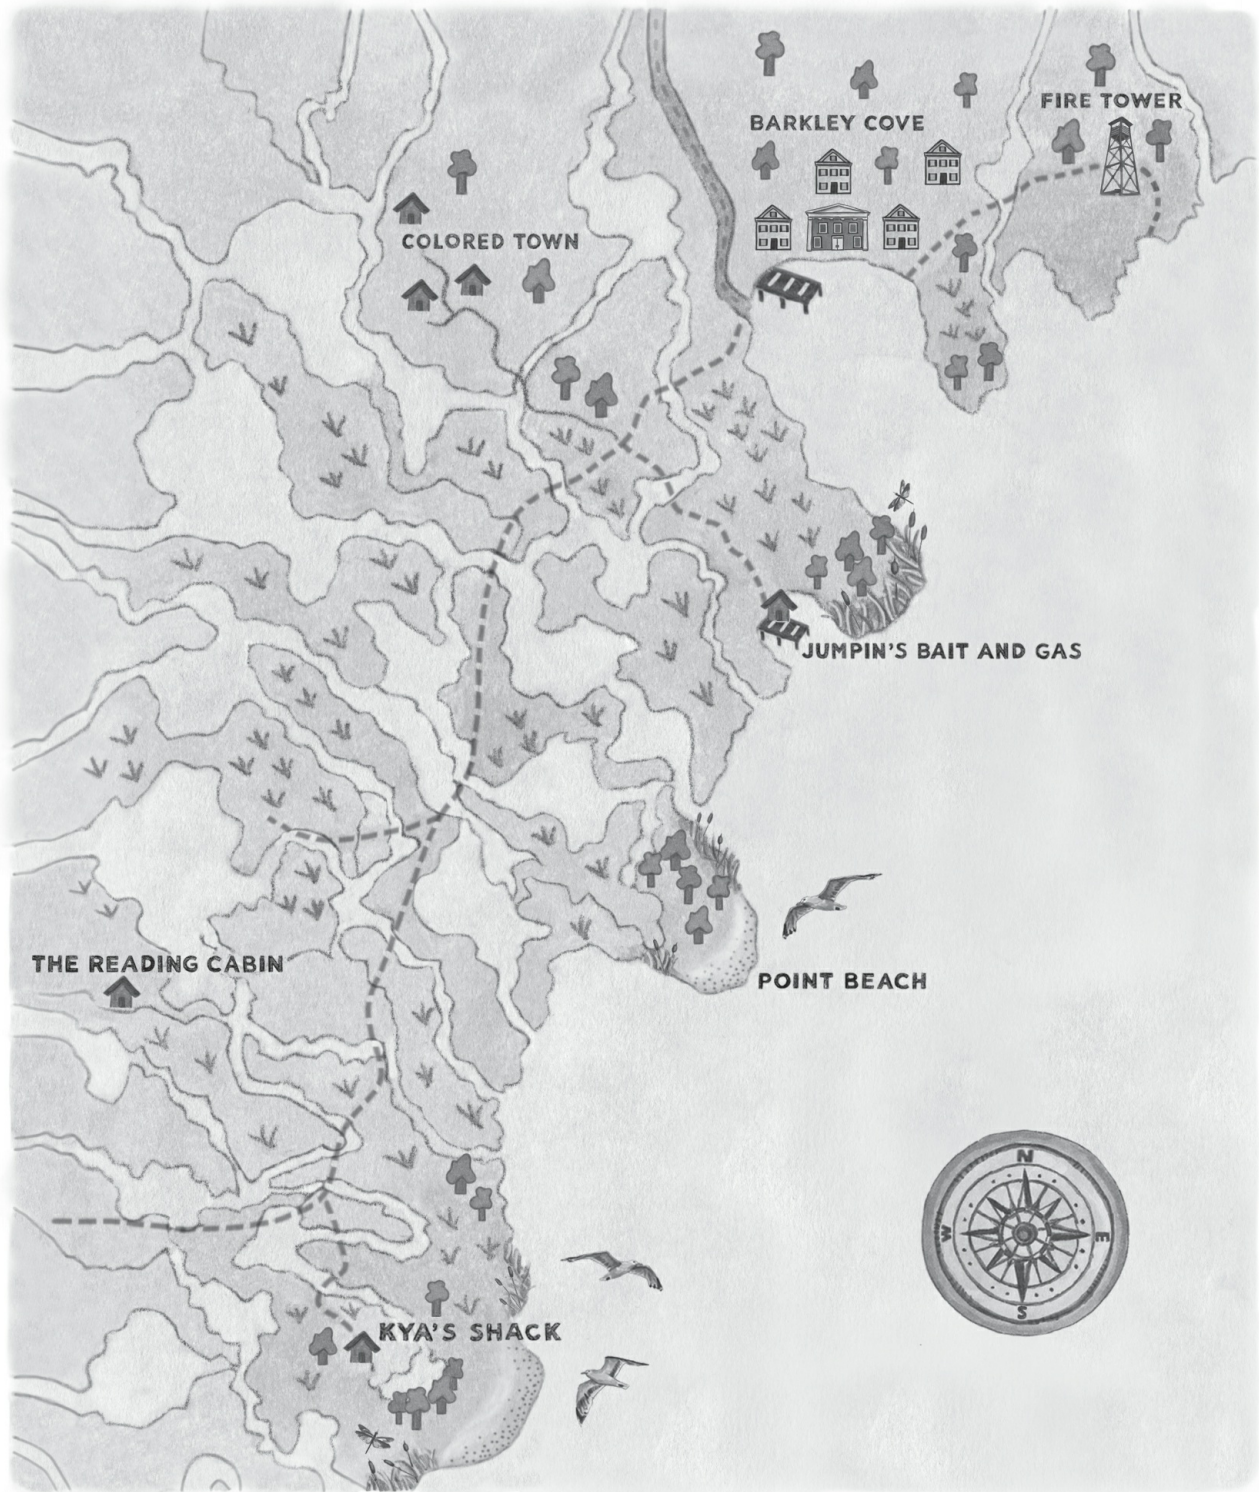 FIRE TOWER
BARKLEY COVE
COLORED TOWN
JUMPIN'S BAIT AND GAS
THE READING CABIN
POINT BEACH
N
W
E
S
KYA'S SHACK